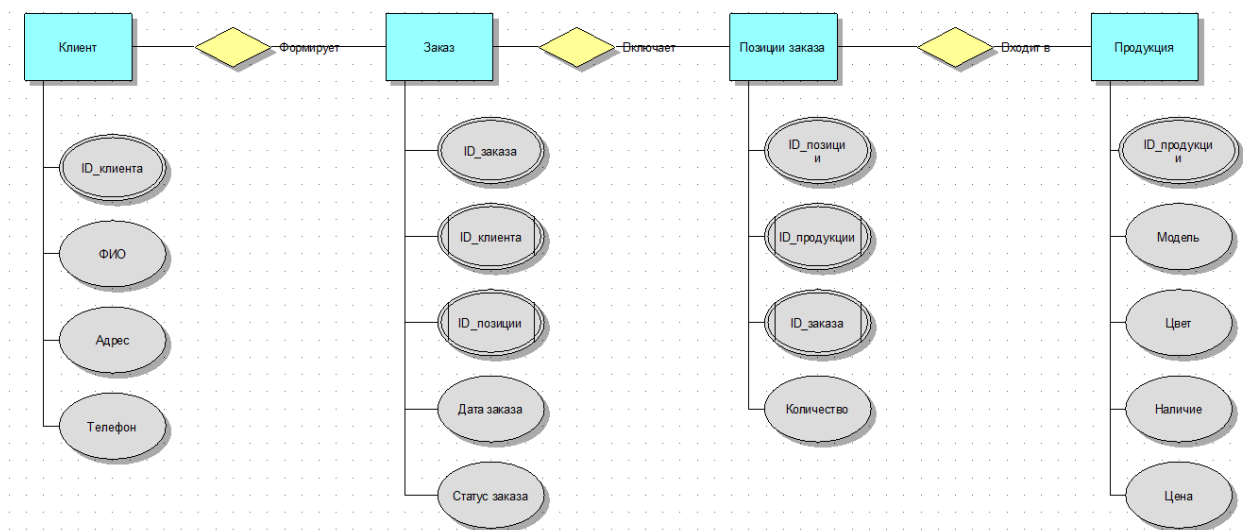 Клиент
Формирует
Заказ
Включает
Позиции заказа
Входит в
Продукция
ID_клиента
ФИО
Адрес
Телефон
ID_заказа
ID_клиента
ID_позиции
Дата заказа
Статус заказа
ID_позици
и
ID_продукции
ID_заказа
Количество
ID_продукци
и
Модель
Цвет
Наличие
Цена